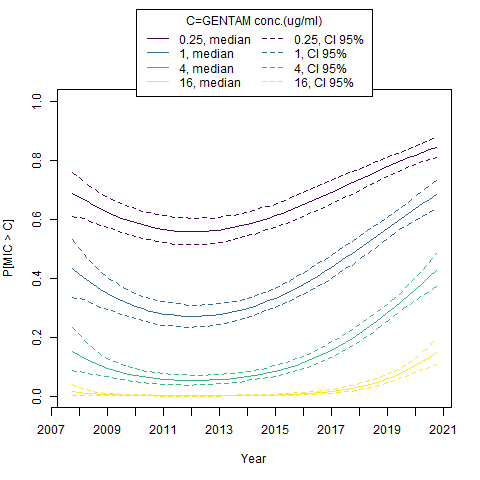 C=GENTAM conc.(ug/ml)
0.25, median 0.25, CI 95%
1, median 1, CI 95%
4, median 4, CI 95%
16, median 16, CI 95%
P[MIC > C]
1.0
0.8
0.6
0.4
0.2
0.0
2007 2009 2011 2013 2015 2017 2019 2021
Year